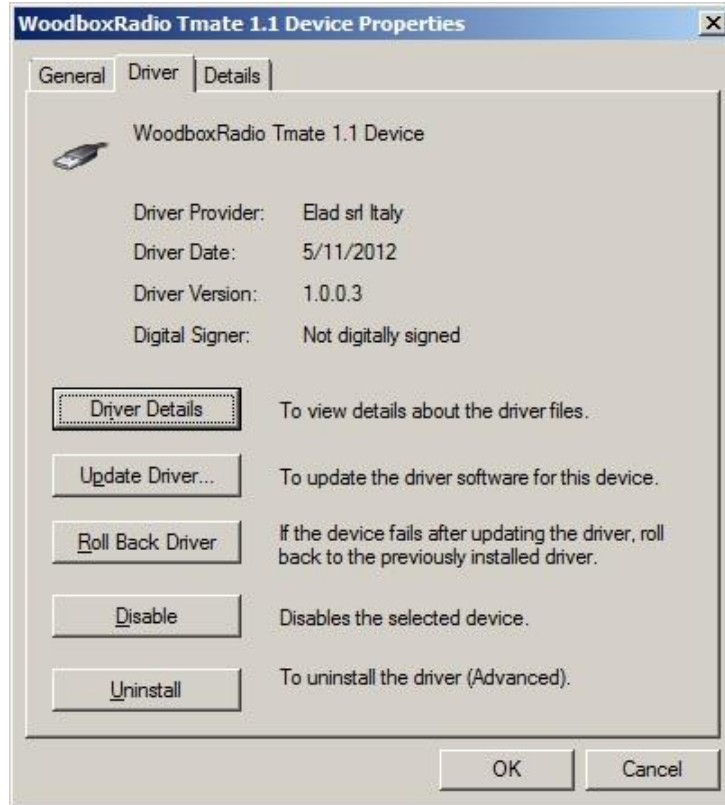 WoodboxRadio Tmate 1.1 Device Properties
General Driver Details
WoodboxRadio Tmate 1.1 Device
Driver Provider: Elad srl Italy
Driver Date: 5/11/2012
Driver Version: 1.0.0.3
Digital Signer: Not digitally signed
Driver Details To view details about the driver files.
Update Driver... To update the driver software for this device.
Roll Back Driver If the device fails after updating the driver, roll
back to the previously installed driver.
Disable Disables the selected device.
Uninstall To uninstall the driver (Advanced).
OK Cancel